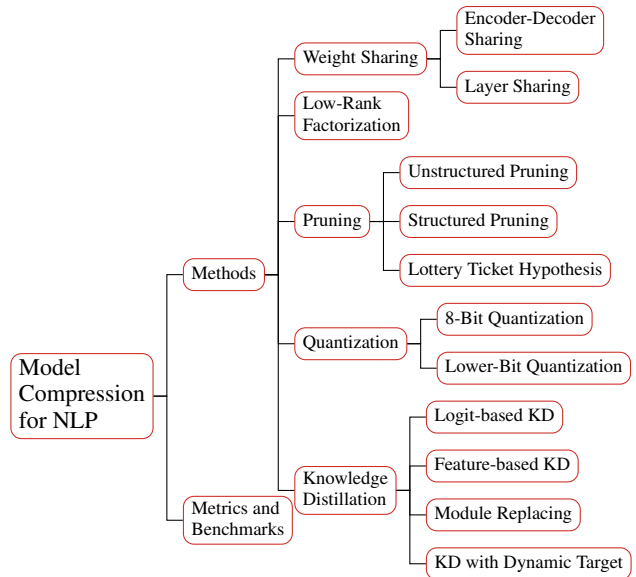 Model
Compression
for NLP
Methods
Weight Sharing
Encoder-Decoder
Sharing
Layer Sharing
Low-Rank
Factorization
Pruning
Unstructured Pruning
Structured Pruning
Lottery Ticket Hypothesis
Quantization
8-Bit Quantization
Lower-Bit Quantization
Knowledge
Distillation
Logit-based KD
Feature-based KD
Module Replacing
KD with Dynamic Target
Metrics and
Benchmarks